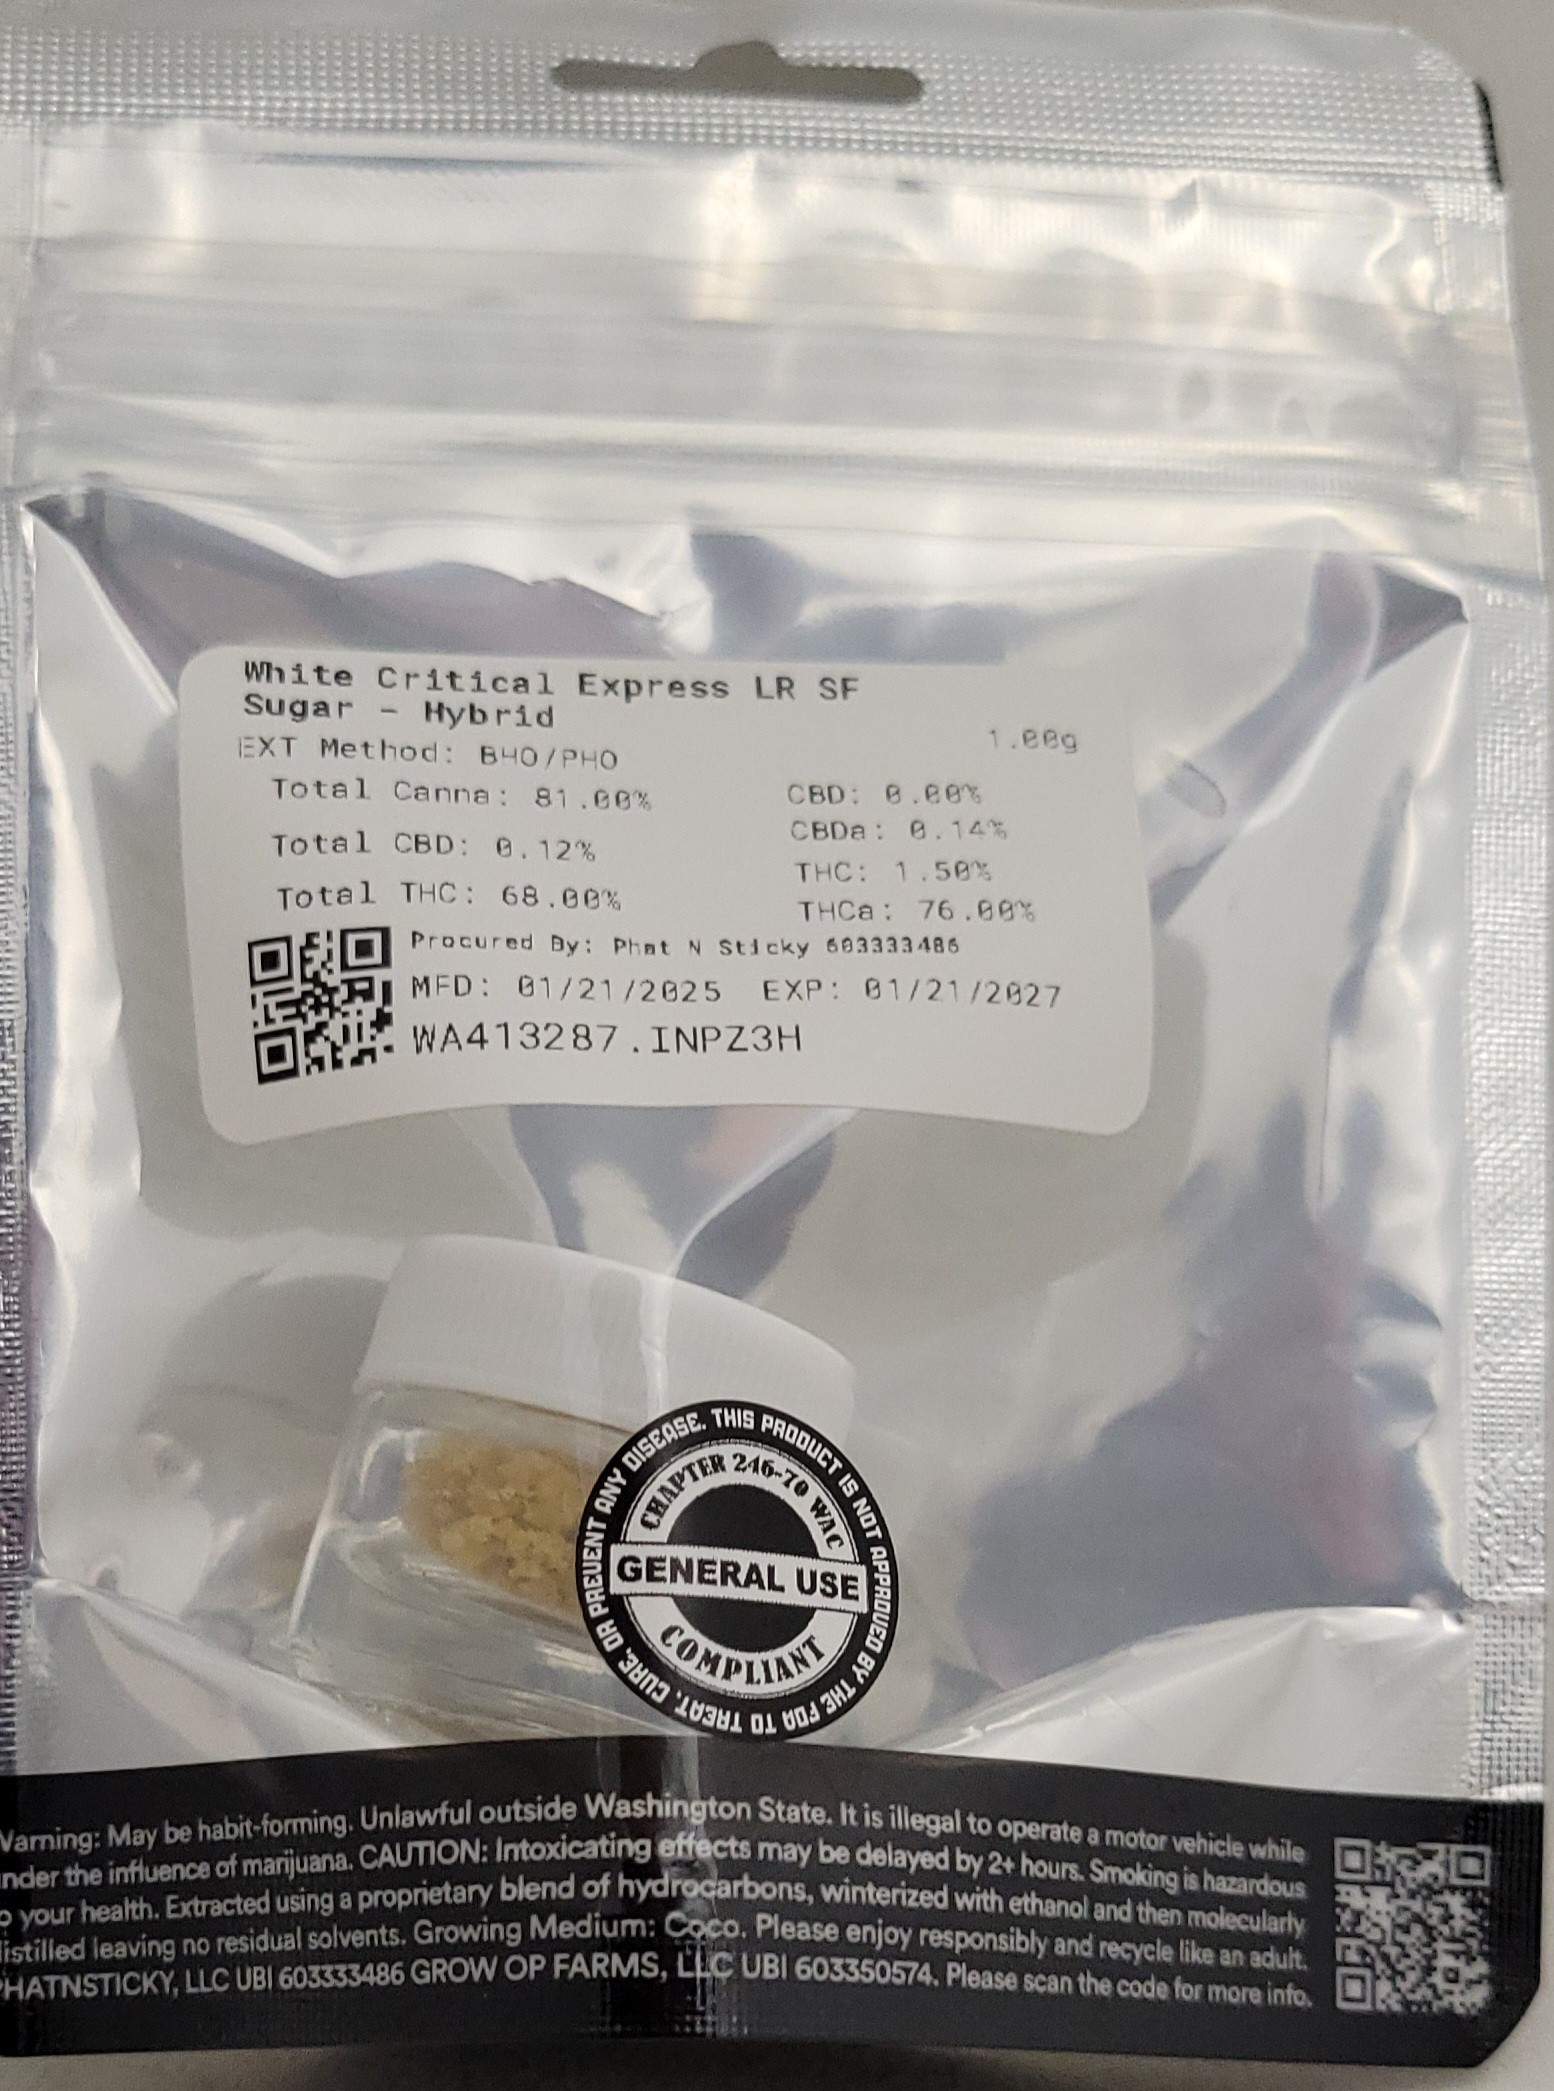 White Critical Express LR SF
Sugar - Hybrid
1.00g
EXT Method: BHO/PHO
Total Canna: 81.00%
CBD: 0.00%
CBDa: 0.14%
Total CBD: 0.12%
THC: 1.50%
Total THC: 68.00%
THCa: 76.00%
Procured By: Phat N Sticky 603333486
MFD: 01/21/2025 EXP: 01/21/2027
WA413287.INPZ3H
THIS PRODUCT IS NOT APPROVED BY THE FDA TO TREAT, CURE, OR PREVENT ANY DISEASE.
CHAPTER 246-70 WAC
GENERAL USE
COMPLIANT
Warning: May be habit-forming. Unlawful outside Washington State. It is illegal to operate a motor vehicle while
nder the influence of marijuana. CAUTION: Intoxicating effects may be delayed by 2+ hours. Smoking is hazardous
o your health. Extracted using a proprietary blend of hydrocarbons, winterized with ethanol and then molecularly
istilled leaving no residual solvents. Growing Medium: Coco. Please enjoy responsibly and recycle like an adult.
PHATNSTICKY, LLC UBI 603333486 GROW OP FARMS, LLC UBI 603350574. Please scan the code for more info.